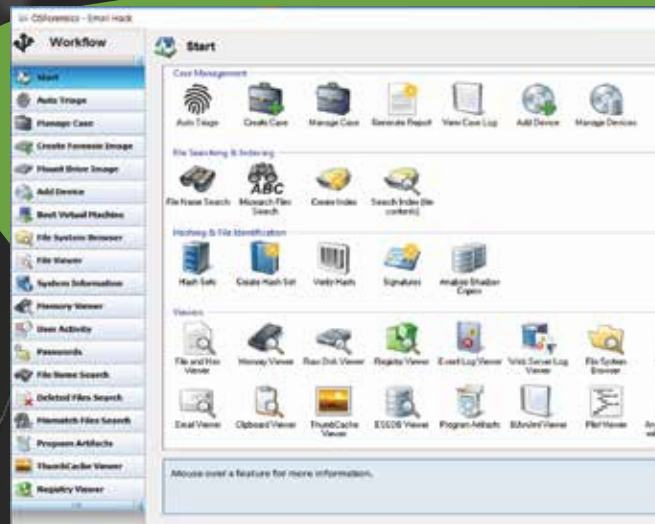 OSForensics - Email Hack
Workflow
Start
Auto Triage
Manage Case
Create Forensic Image
Mount Drive Image
Add Device
Boot Virtual Machine
File System Browser
File Viewer
System Information
Memory Viewer
User Activity
Passwords
File Name Search
Deleted Files Search
Mismatch Files Search
Program Artifacts
ThumbCache Viewer
Registry Viewer
Start
Case Management
Auto Triage Create Case Manage Case Generate Report View Case Log Add Device Manage Devices
File Searching & Indexing
ABC
File Name Search Mismatch Files Create Index Search Index (file
Search contents)
Hashing & File Identification
Hash Sets Create Hash Set Verify Hash Signatures Analyze Shadow
Copies
Viewers
File and Hex Memory Viewer Raw Disk Viewer Registry Viewer Event Log Viewer Web Server Log File System
Viewer Viewer Browser
Email Viewer Clipboard Viewer ThumbCache ESEDB Viewer Program Artifacts Plist Viewer
Viewer
Mouse over a feature for more information.